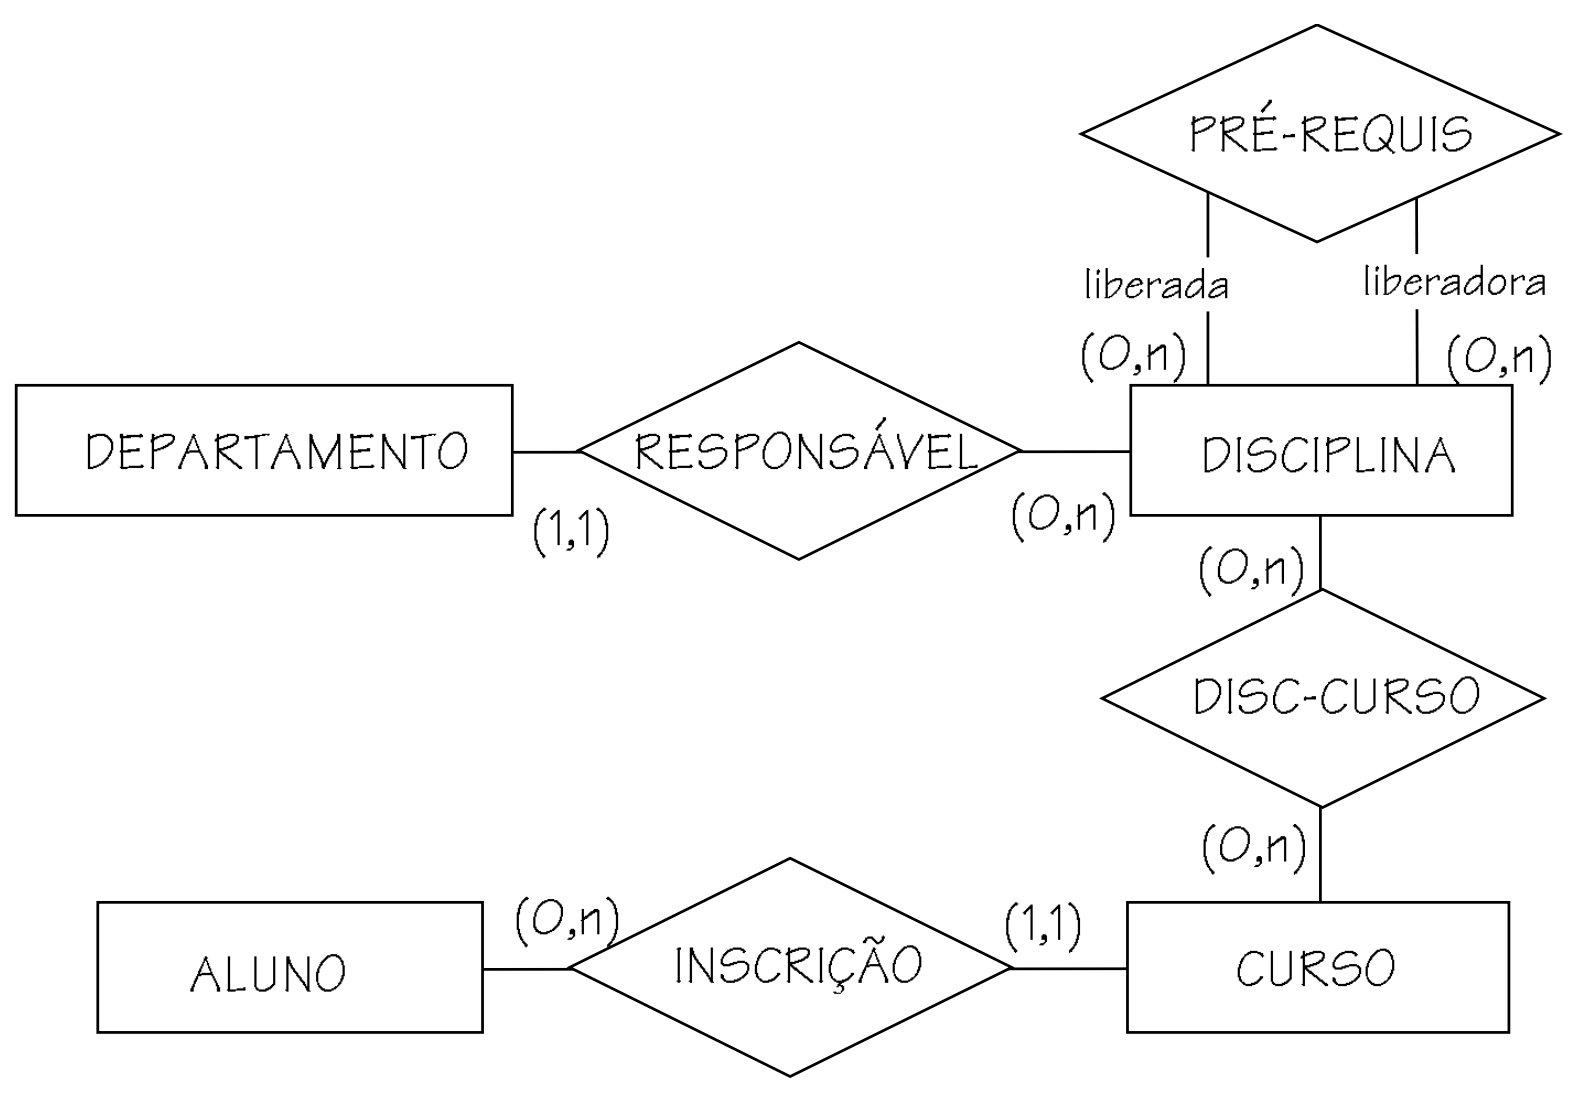 PRÉ-REQUIS
liberada
liberadora
(0,n)
(0,n)
DEPARTAMENTO
RESPONSÁVEL
DISCIPLINA
(1,1)
(0,n)
(0,n)
DISC-CURSO
(0,n)
(0,n)
(1,1)
ALUNO
INSCRIÇÃO
CURSO